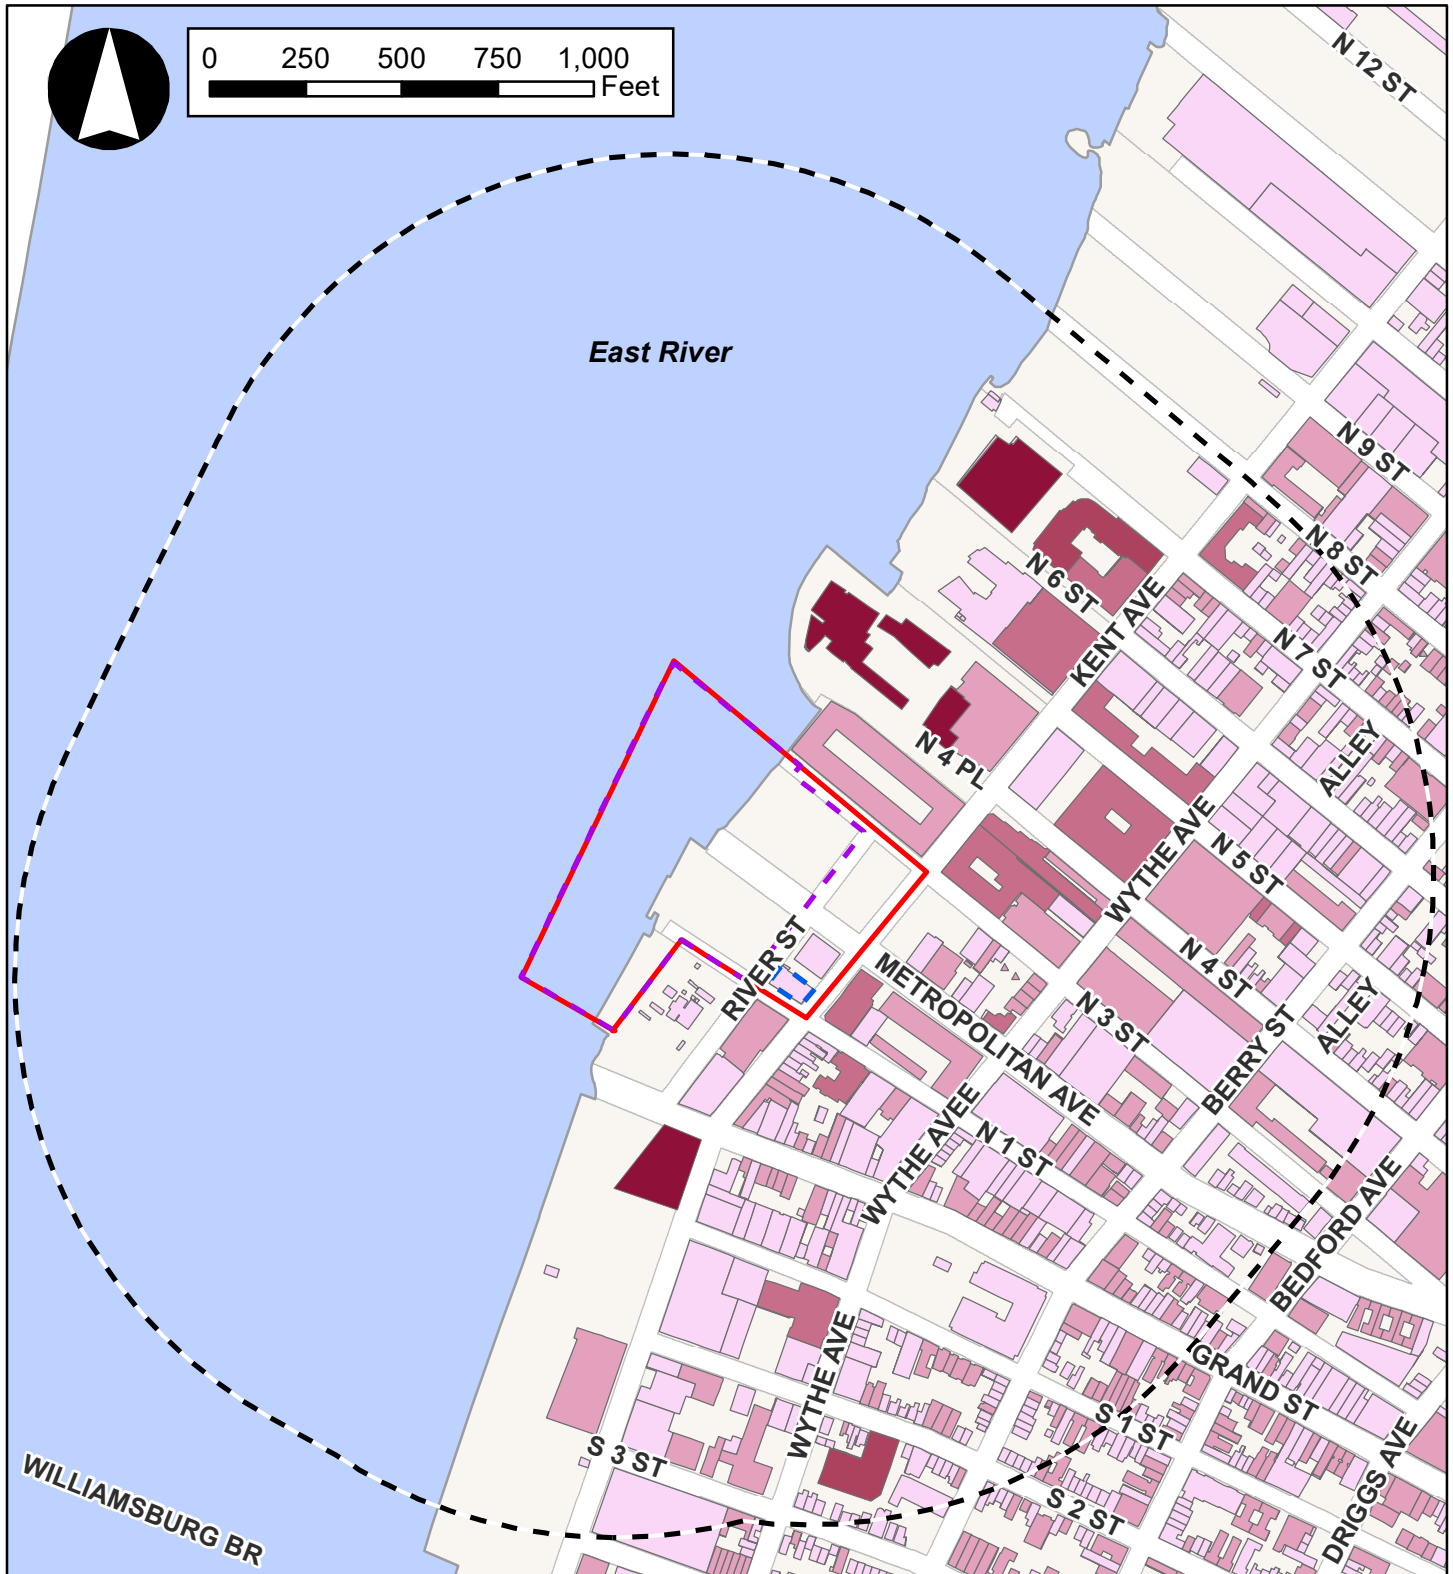 0 250 500 750 1,000
Feet
N 12 ST
East River
N 9 ST
N 8 ST
N 6 ST
KENT AVE
N 7 ST
N 4 PL
ALLEY
WYTHE AVE
N 5 ST
RIVER ST
METROPOLITAN AVE
N 4 ST
N 3 ST
ALLEY
BERRY ST
WYTHE AVEE
N 1 ST
BEDFORD AVE
WYTHE AVE
GRAND ST
S 1 ST
S 3 ST
DRIGGS AVE
S 2 ST
WILLIAMSBURG BR